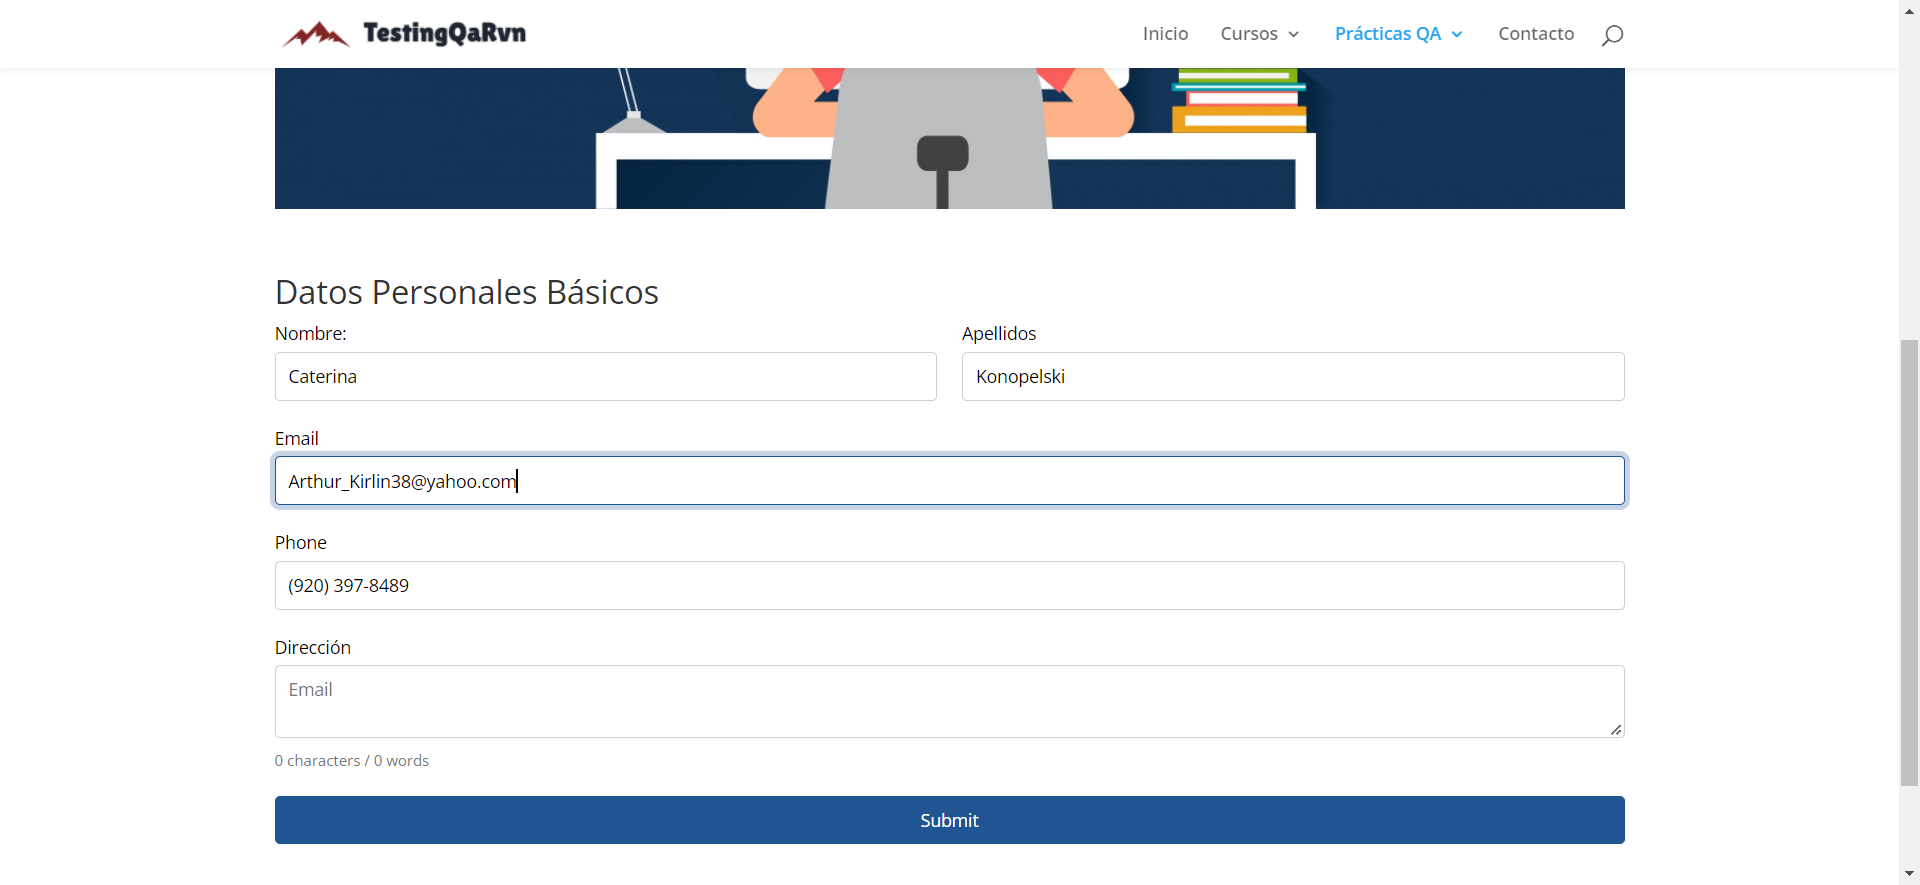 TestingQaRvn
Inicio
Cursos
Prácticas QA
Contacto
Datos Personales Básicos
Nombre:
Apellidos
Caterina
Konopelski
Email
Arthur_Kirlin38@yahoo.com
Phone
(920) 397-8489
Dirección
Email
0 characters / 0 words
Submit